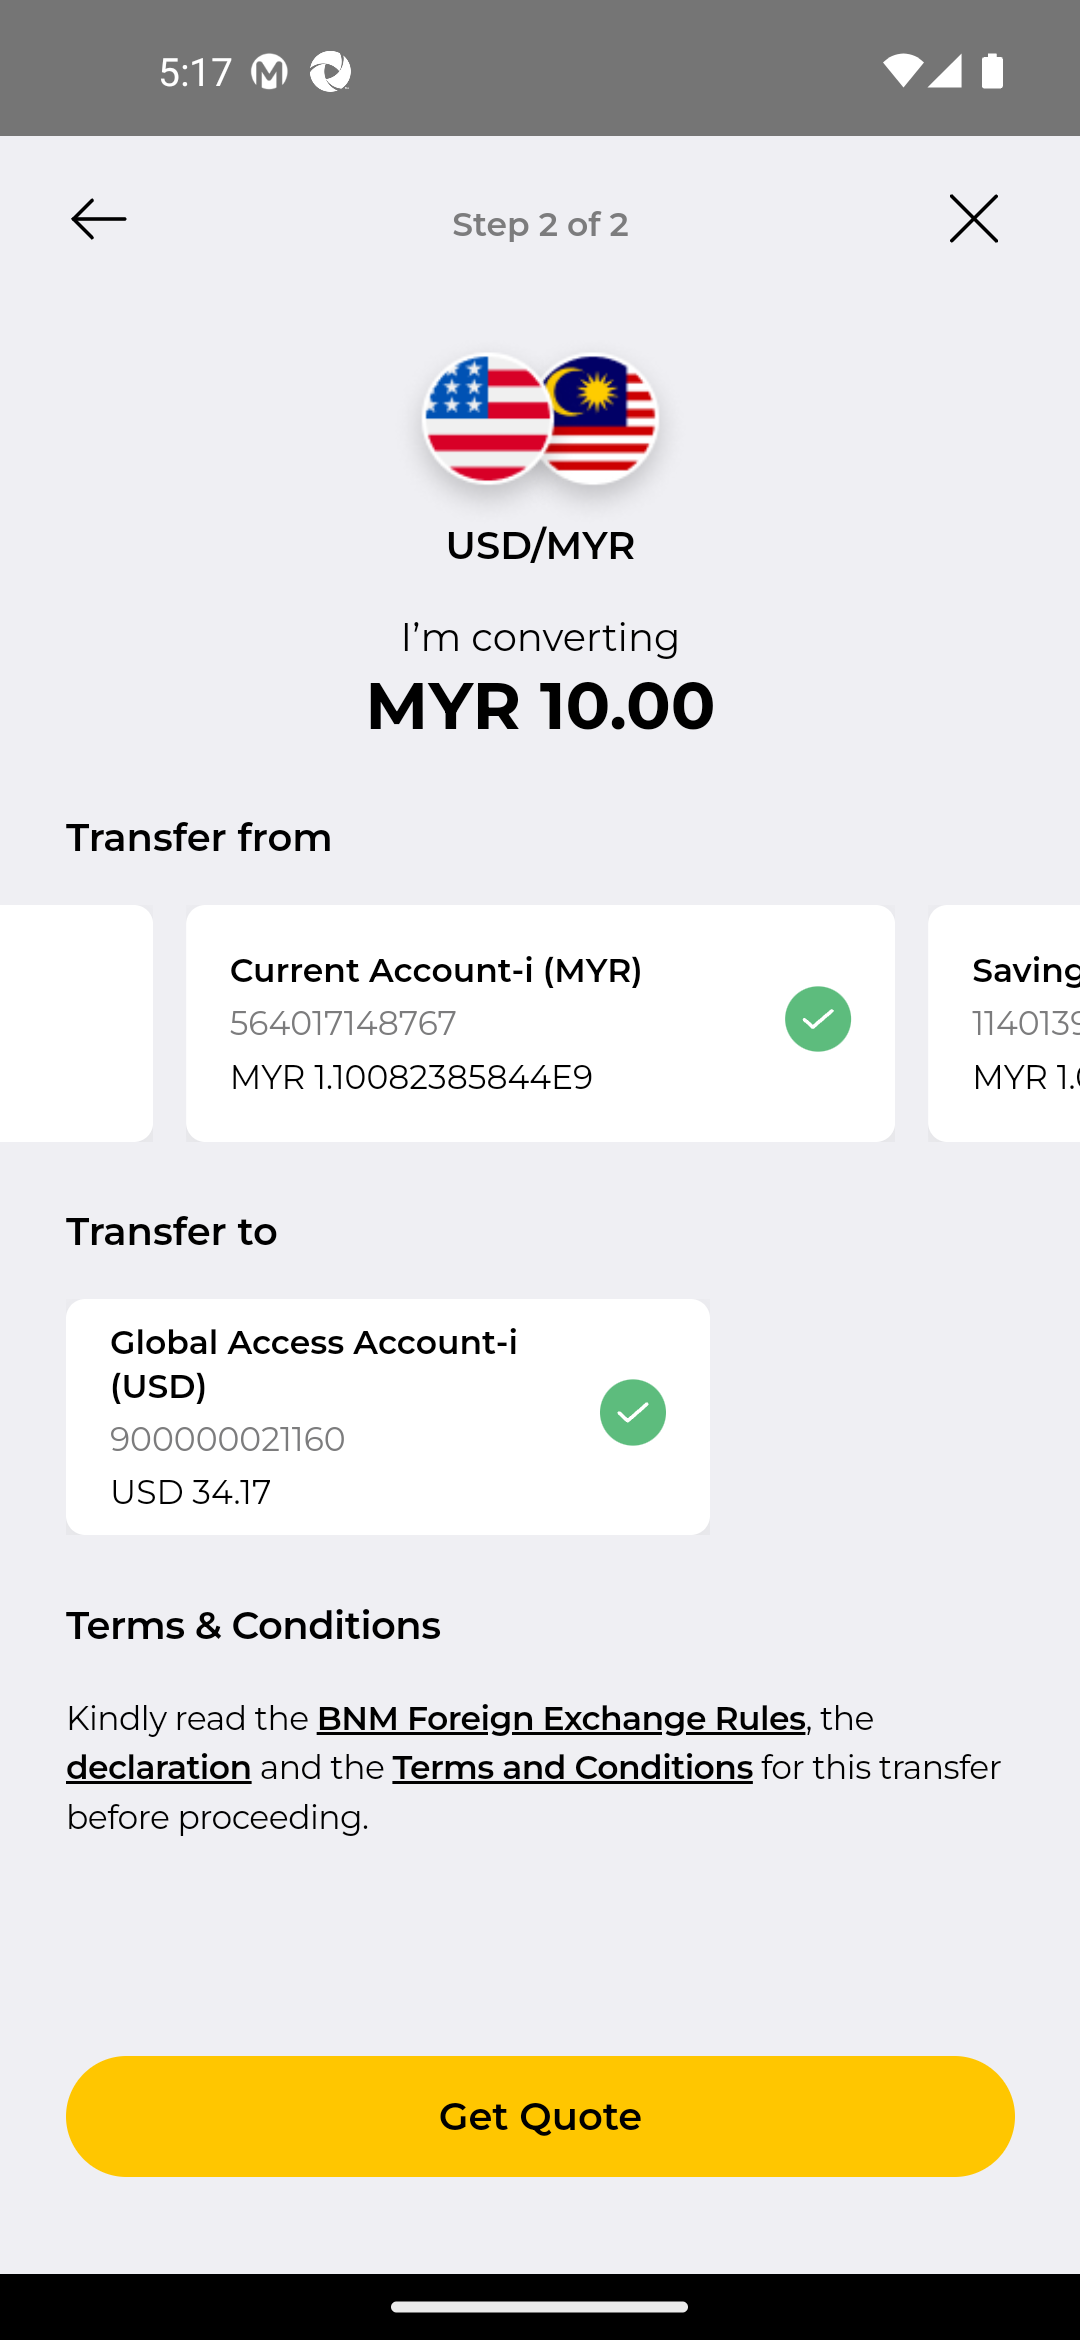 5:17
Step 2 of 2
USD/MYR
I'm converting
MYR 10.00
Transfer from
Current Account-i (MYR)
564017148767
MYR 1.10082385844E9
Saving
114013
MYR 1.
Transfer to
Global Access Account-i
(USD)
900000021160
USD 34.17
Terms & Conditions
Kindly read the BNM Foreign Exchange Rules, the
declaration and the Terms and Conditions for this transfer
before proceeding.
Get Quote